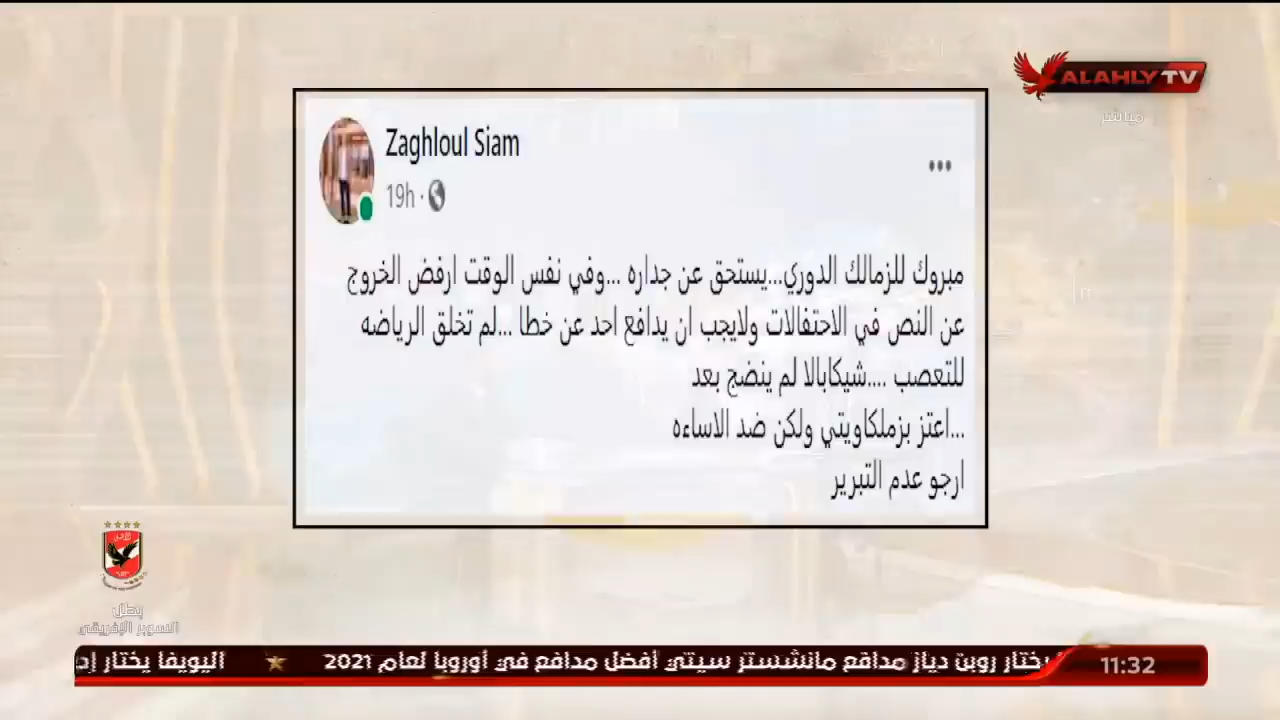 ALAHLY TV
مباشر
Zaghloul Siam
19h
مبروك للزمالك الدوري...يستحق عن جداره ...وفي نفس الوقت ارفض الخروج
عن النص في الاحتفالات ولايجب ان يدافع احد عن خطا ...لم تخلق الرياضه
للتعصب ....شيكابالا لم ينضج بعد
...اعتز بزملكاويتي ولكن ضد الاساءه
ارجو عدم التبرير
بطل
السوبر الإفريقي
يختار روبن دياز مدافع مانشستر سيتي أفضل مدافع في أوروبا لعام 2021 ★ اليويفا يختار
11:32